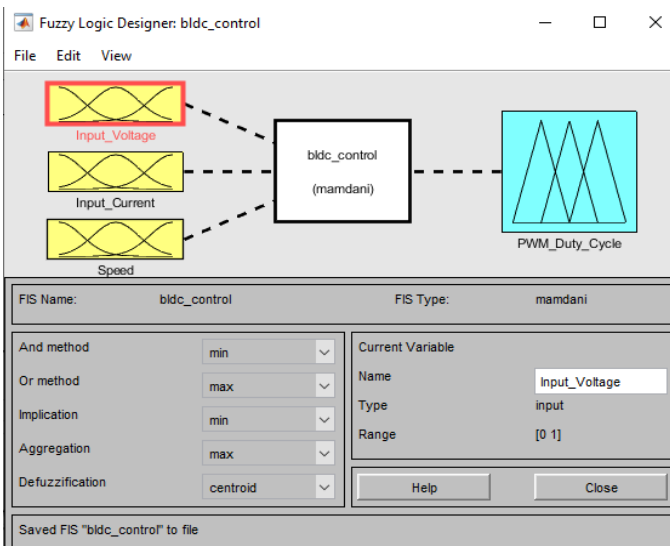 Fuzzy Logic Designer: bldc_control
File Edit View
Input_Voltage
Input_Current
Speed
bldc_control
(mamdani)
PWM_Duty_Cycle
FIS Name: bldc_control FIS Type: mamdani
And method min
Or method max
Implication min
Aggregation max
Defuzzification centroid
Current Variable
Name Input_Voltage
Type input
Range [0 1]
Help Close
Saved FIS "bldc_control" to file